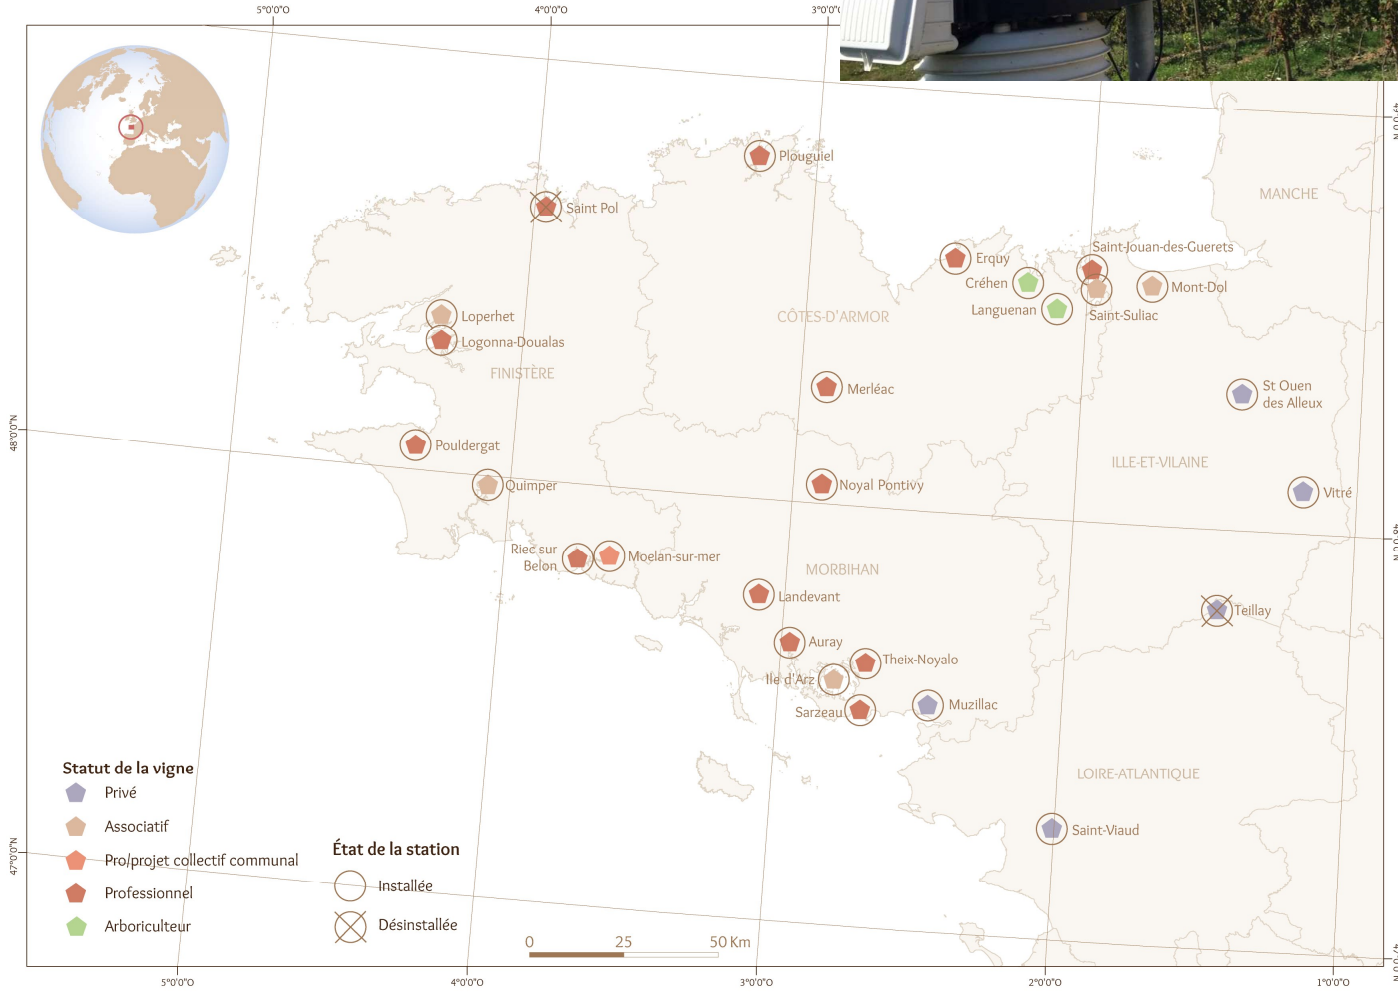 5°0'0"O
4°0'0"O
3°0'0"O
Plouguiel
MANCHE
Saint Pol
Saint-Jouan-des-Guerets
Erquy
Créhen
Mont-Dol
Languenan
Saint-Suliac
Loperhet
CÔTES-D'ARMOR
Logonna-Doualas
FINISTÈRE
Merléac
St Ouen
des Alleux
48°0'0"N
Pouldergat
ILLE-ET-VILAINE
Quimper
Noyal Pontivy
Vitré
Riec sur
Belon
Moelan-sur-mer
MORBIHAN
Landevant
Teillay
Auray
Theix-Noyalo
Ile d'Arz
Sarzeau
Muzillac
LOIRE-ATLANTIQUE
Saint-Viaud
Statut de la vigne
Privé
Associatif
Pro/projet collectif communal
Professionnel
Arboriculteur
47°0'0"N
État de la station
Installée
Désinstallée
0 25 50 Km
5°0'0"O
4°0'0"O
3°0'0"O
2°0'0"O
1°0'0"O